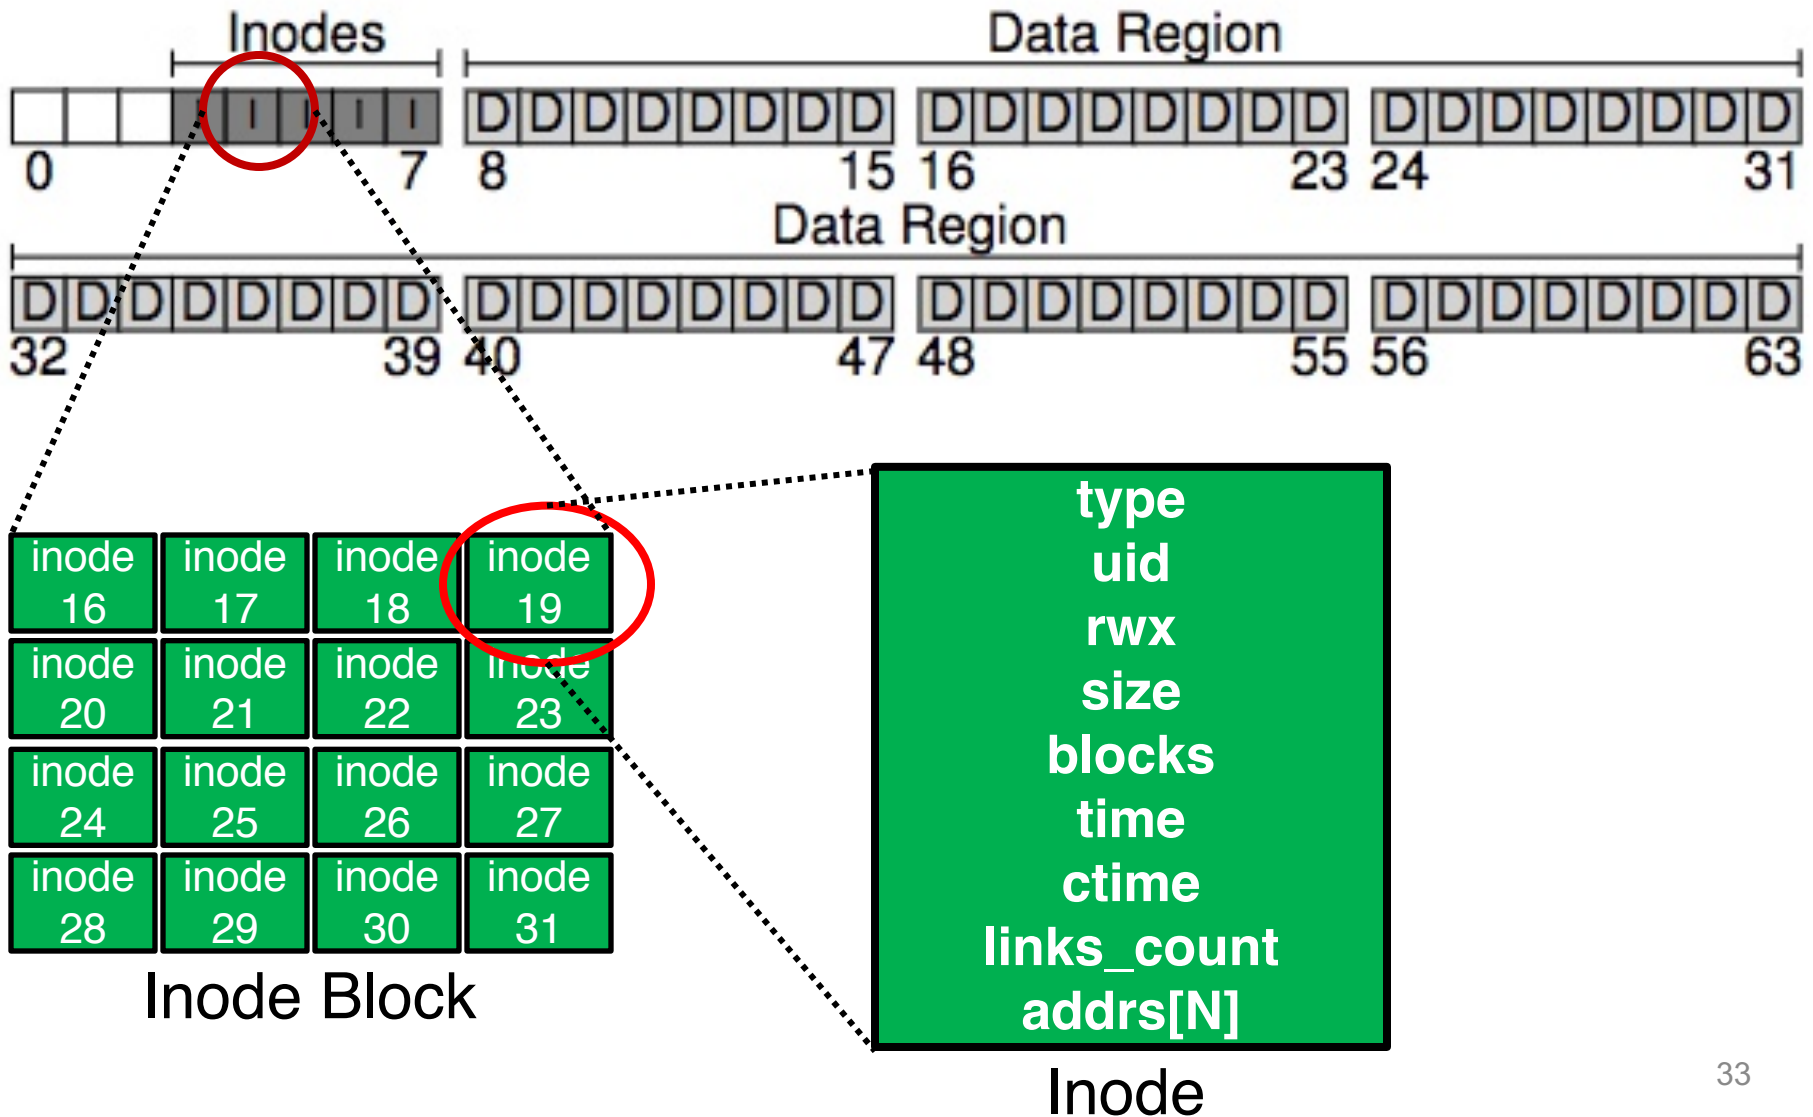 Inodes Data Region
I I I I I D D D D D D D D D D D D D D D D D D D D D D D D
0 7 8 15 16 23 24 31
Data Region
D D D D D D D D D D D D D D D D D D D D D D D D D D D D D D D D
32 39 40 47 48 55 56 63
inode 16 inode 17 inode 18 inode 19
inode 20 inode 21 inode 22 inode 23
inode 24 inode 25 inode 26 inode 27
inode 28 inode 29 inode 30 inode 31
Inode Block
type
uid
rwx
size
blocks
time
ctime
links_count
addrs[N]
Inode
33